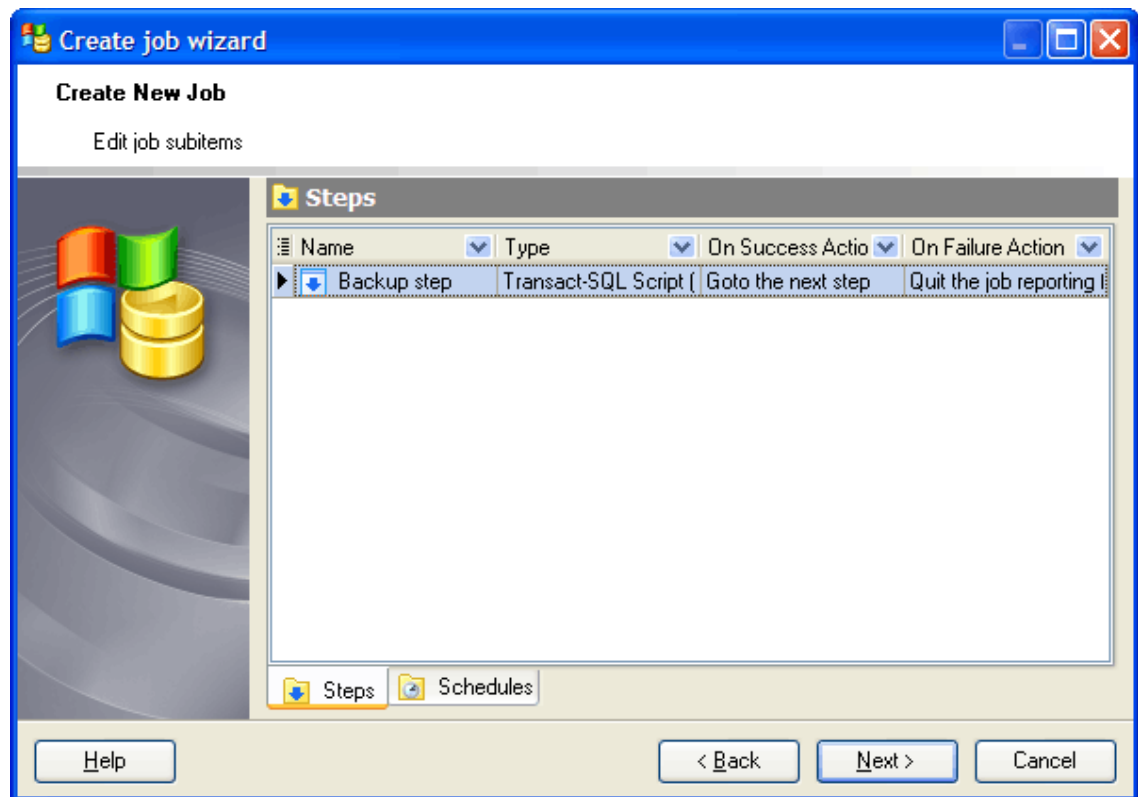 Create job wizard
Create New Job
Edit job subitems
Steps
Name Type On Success Actio On Failure Action
Backup step Transact-SQL Script ( Goto the next step Quit the job reporting
Steps Schedules
Help < Back Next > Cancel